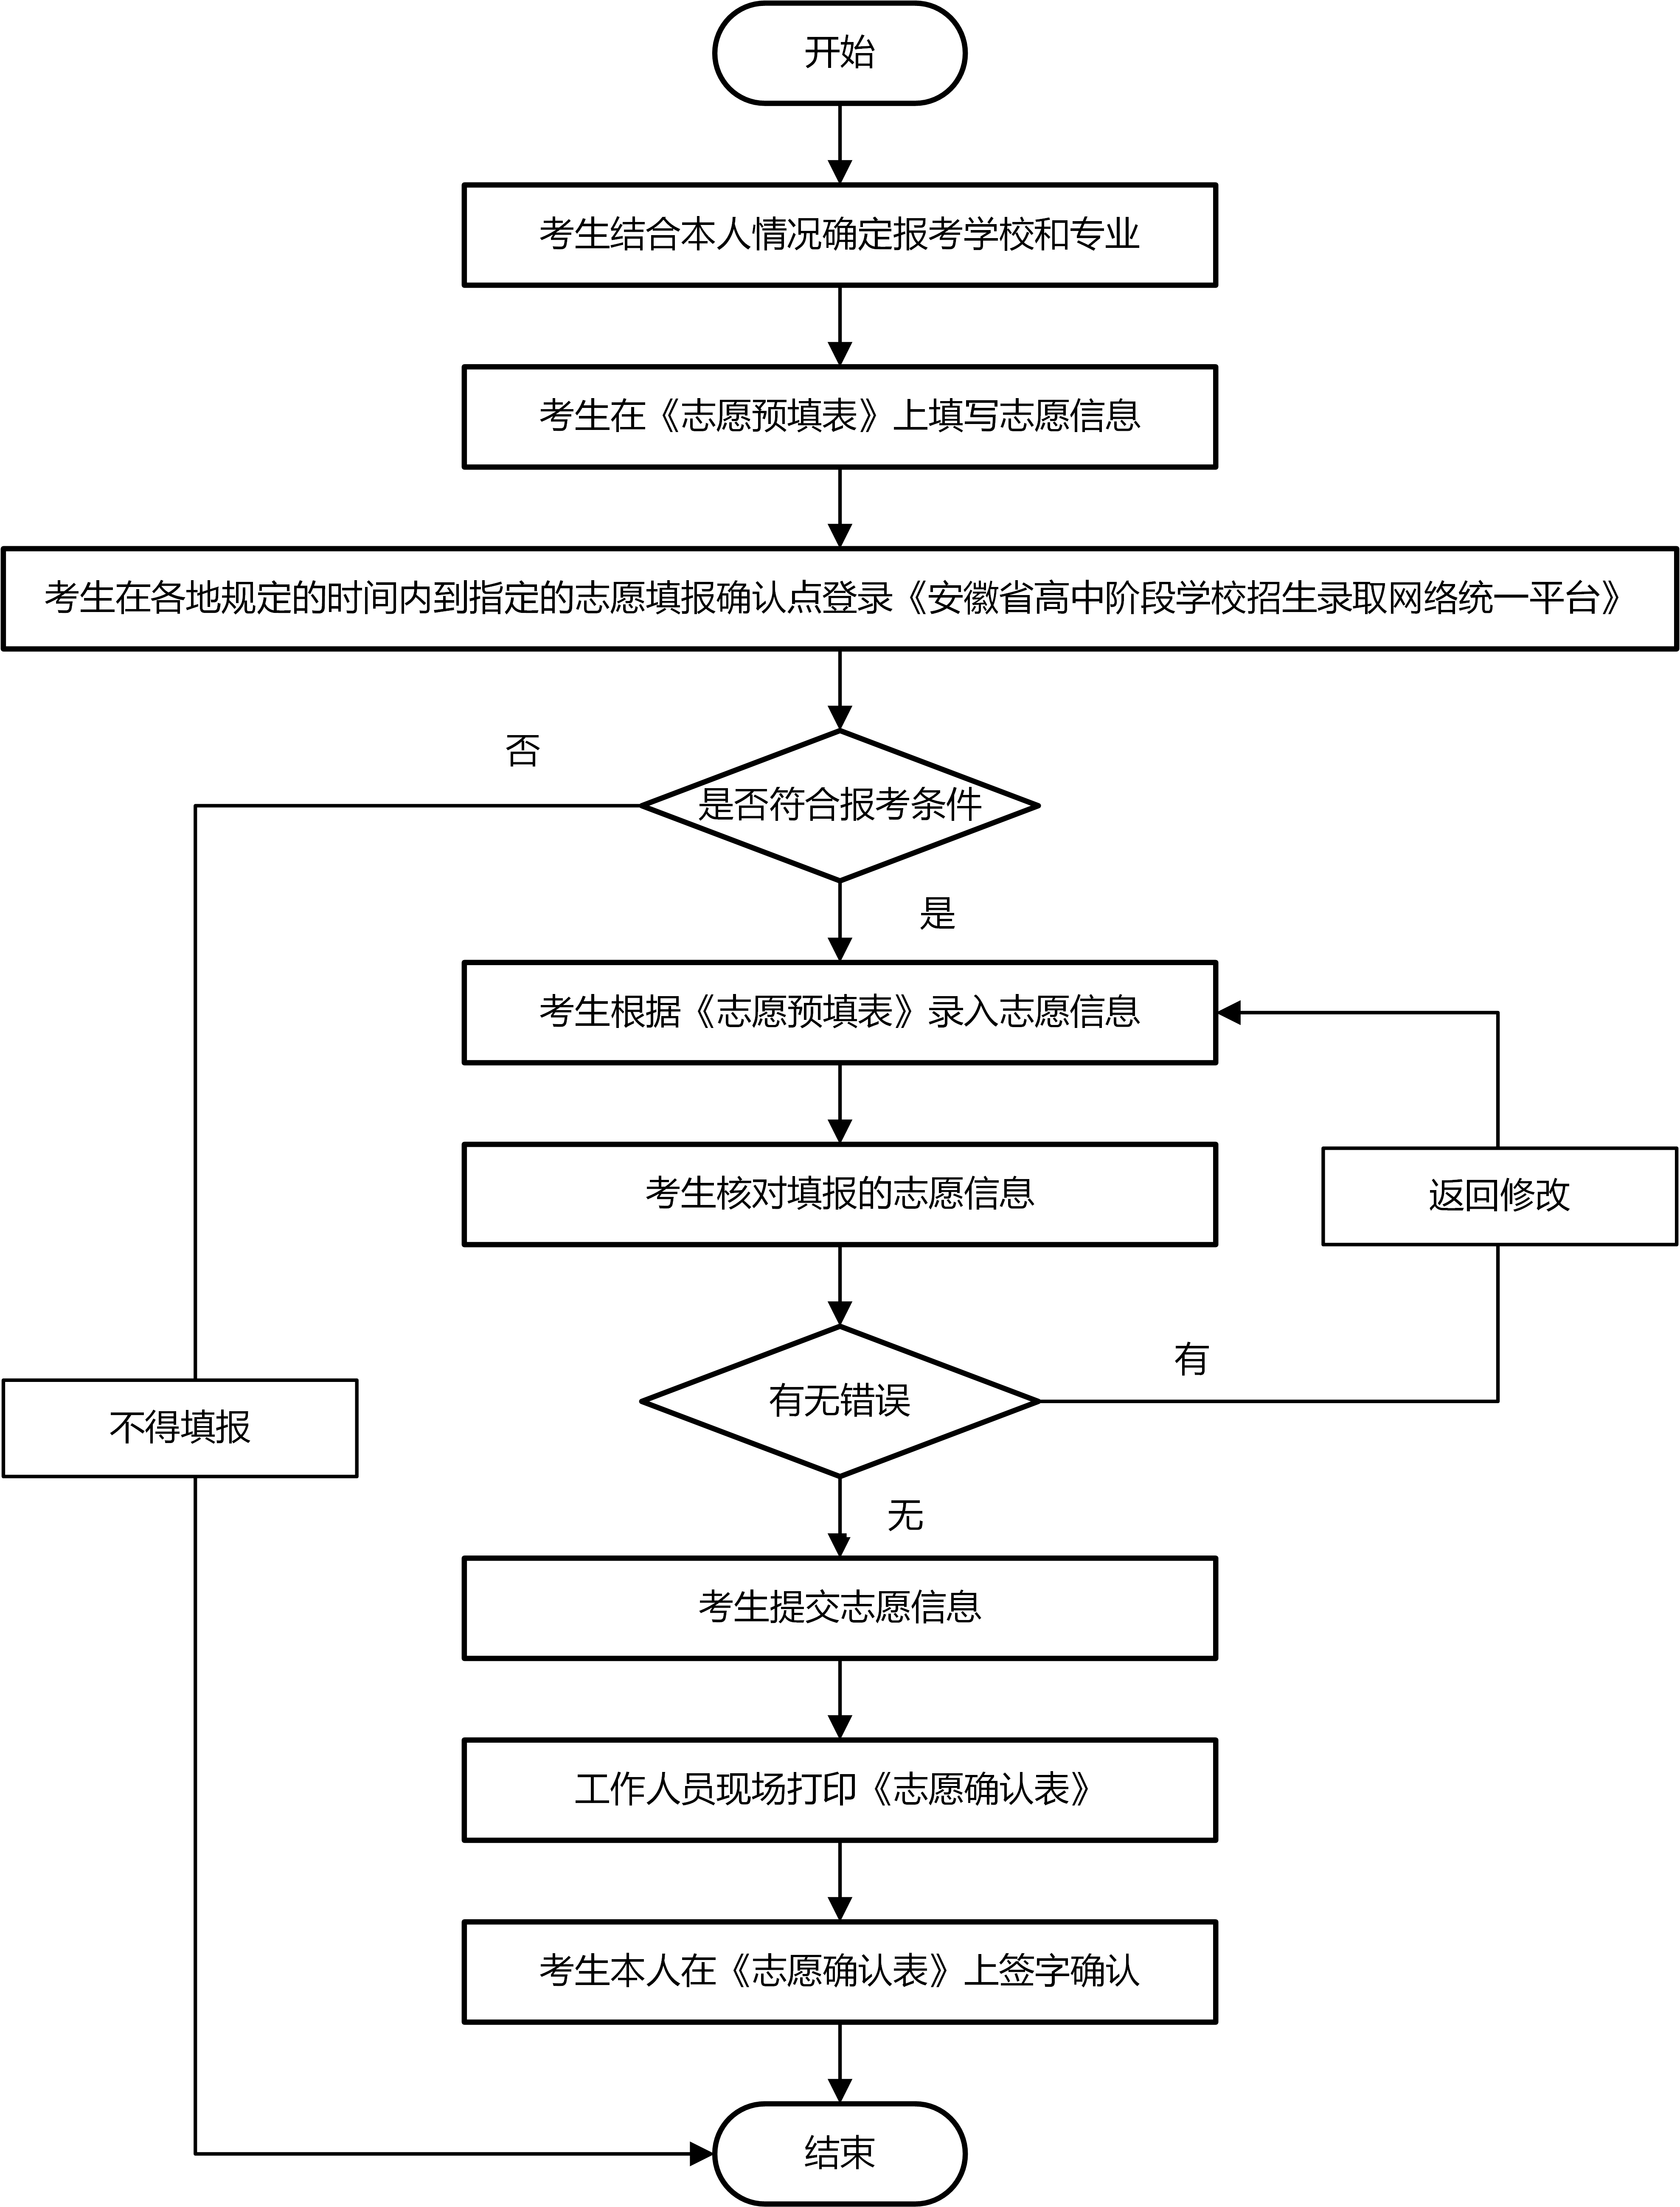 开始
考生结合本人情况确定报考学校和专业
考生在《志愿预填表》上填写志愿信息
考生在各地规定的时间内到指定的志愿填报确认点登录《安徽省高中阶段学校招生录取网络统一平台》
否
是否符合报考条件
是
考生根据《志愿预填表》录入志愿信息
考生核对填报的志愿信息
返回修改
有
有无错误
不得填报
无
考生提交志愿信息
工作人员现场打印《志愿确认表》
考生本人在《志愿确认表》上签字确认
结束